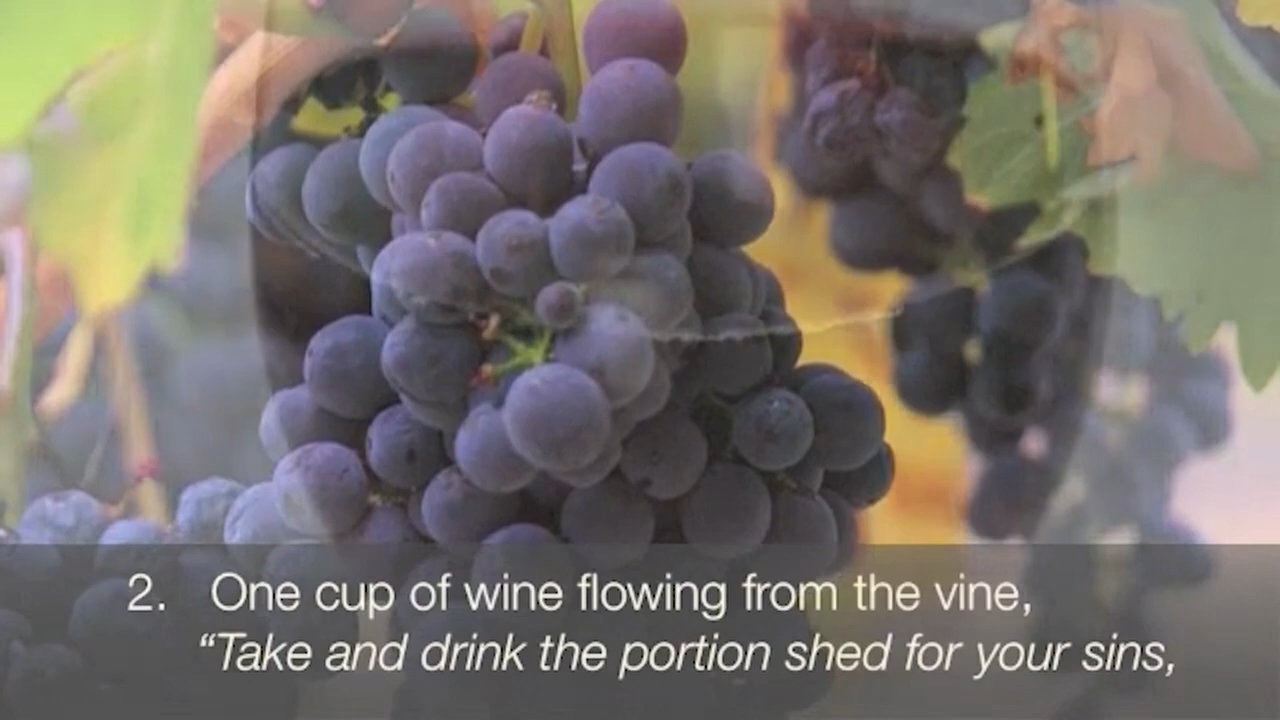 2. One cup of wine flowing from the vine,
“Take and drink the portion shed for your sins,